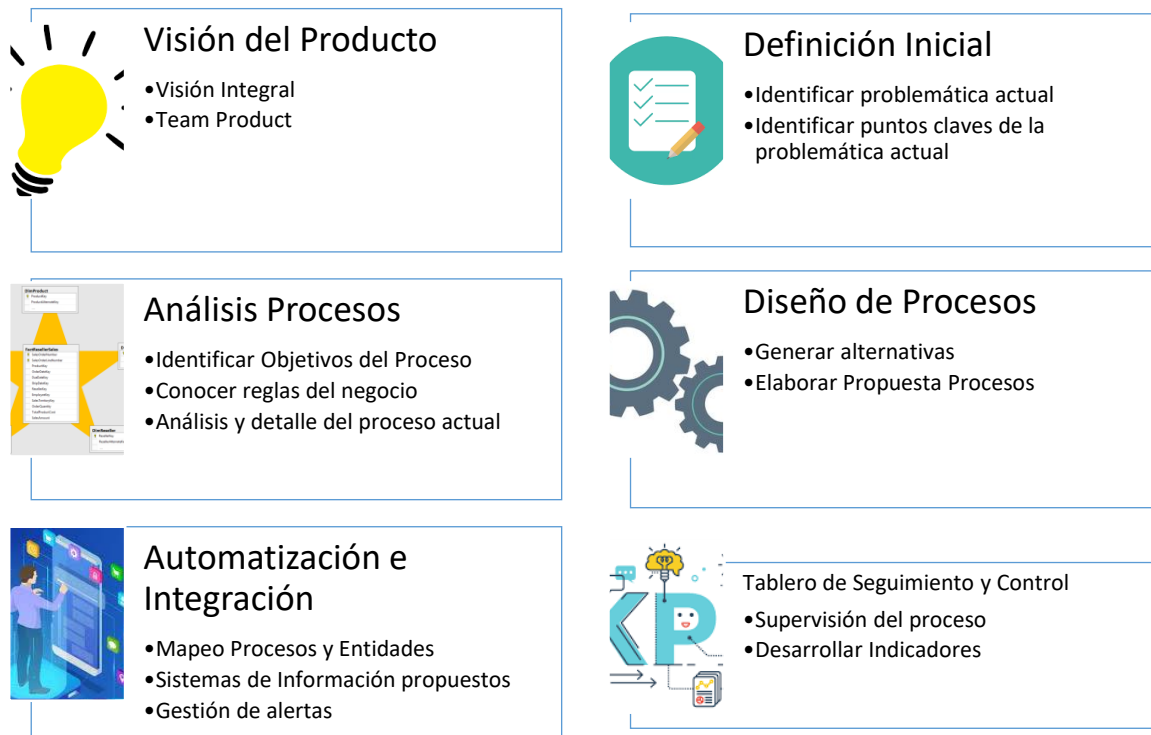 Visión del Producto
•Visión Integral
•Team Product
Definición Inicial
•Identificar problemática actual
•Identificar puntos claves de la
problemática actual
Análisis Procesos
•Identificar Objetivos del Proceso
•Conocer reglas del negocio
•Análisis y detalle del proceso actual
Diseño de Procesos
•Generar alternativas
•Elaborar Propuesta Procesos
Automatización e
Integración
•Mapeo Procesos y Entidades
•Sistemas de Información propuestos
•Gestión de alertas
KP
Tablero de Seguimiento y Control
•Supervisión del proceso
•Desarrollar Indicadores